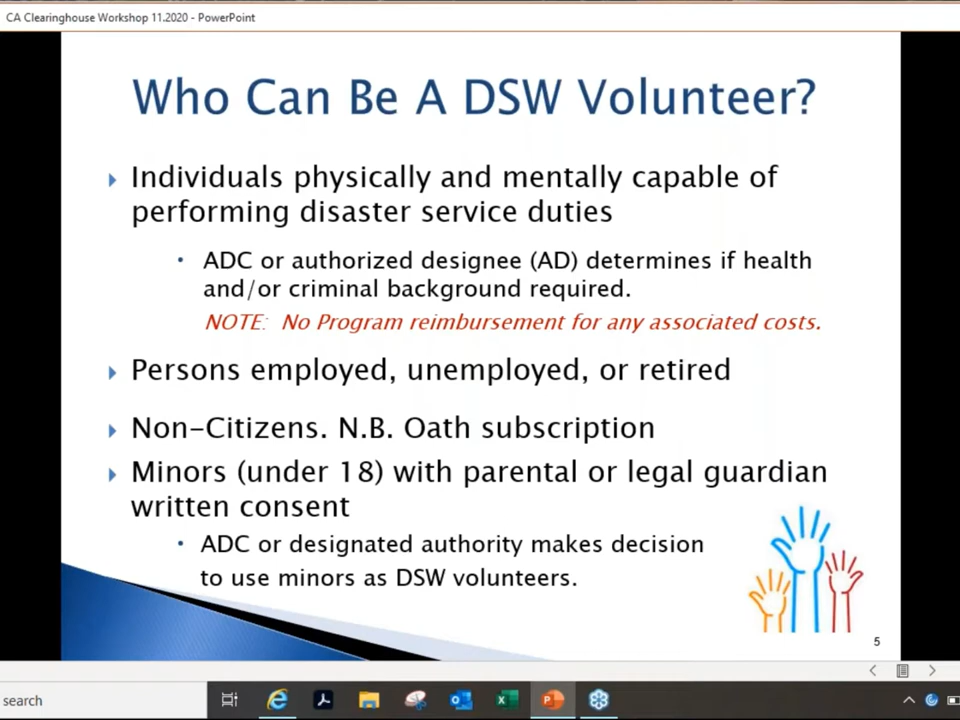 CA Clearinghouse Workshop 11.2020 - PowerPoint
Who Can Be A DSW Volunteer?
Individuals physically and mentally capable of
performing disaster service duties
ADC or authorized designee (AD) determines if health
and/or criminal background required.
NOTE: No Program reimbursement for any associated costs.
Persons employed, unemployed, or retired
Non-Citizens. N.B. Oath subscription
Minors (under 18) with parental or legal guardian
written consent
ADC or designated authority makes decision
to use minors as DSW volunteers.
5
search